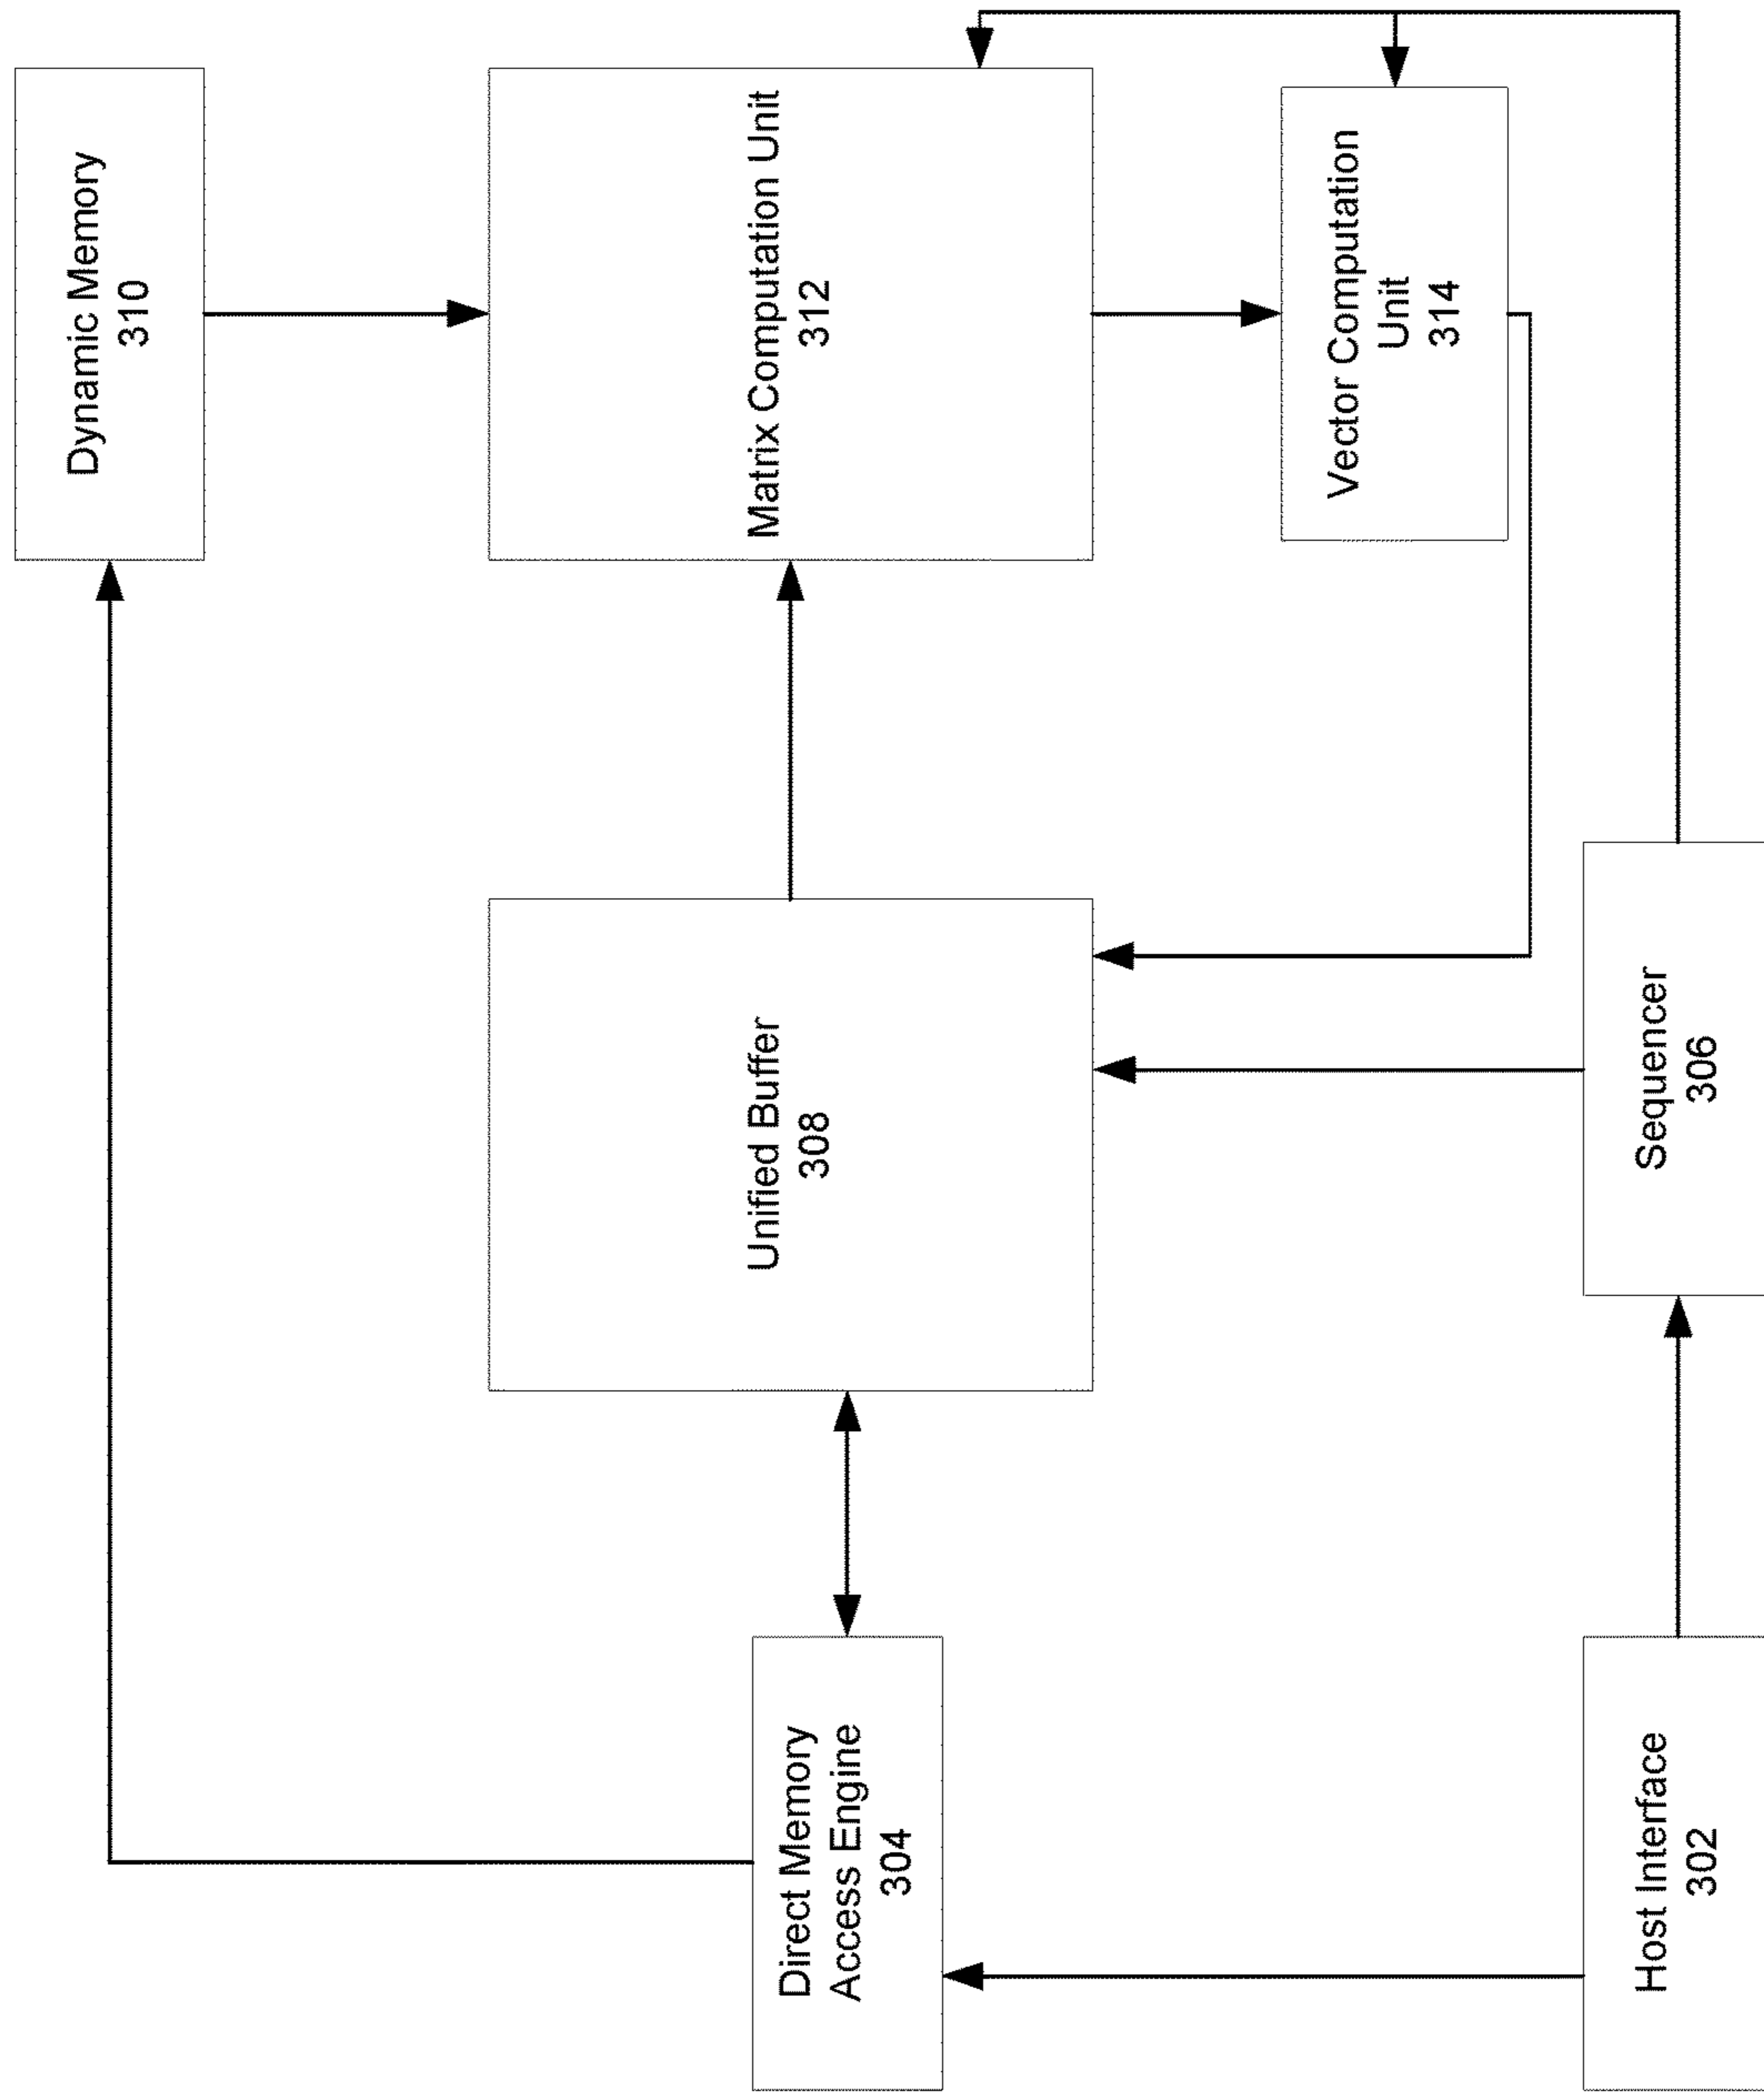 Dynamic Memory
310
Matrix Computation Unit
312
Vector Computation
Unit
314
Unified Buffer
308
Sequencer
306
Direct Memory
Access Engine
304
Host Interface
302